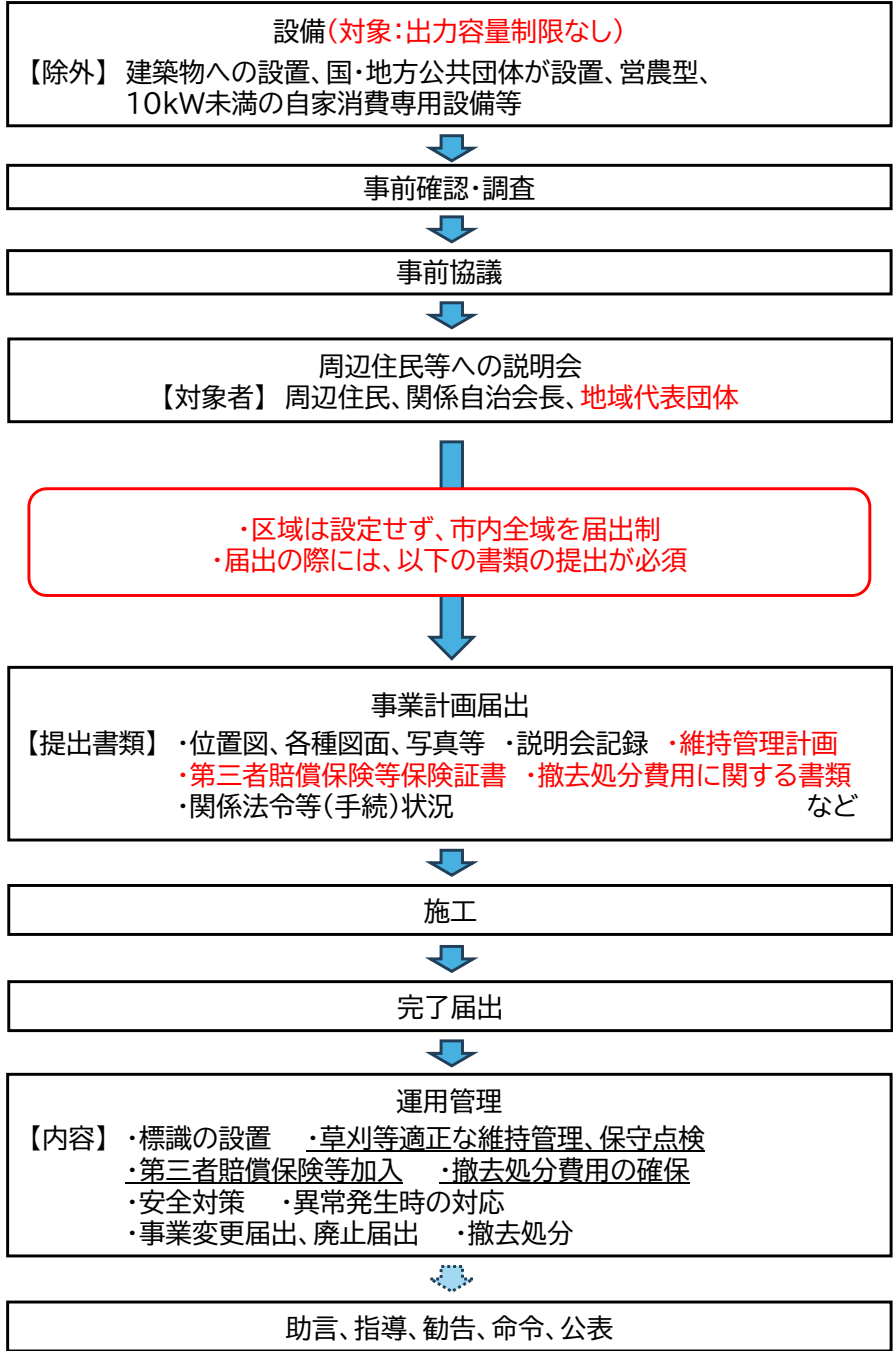 設備(対象:出力容量制限なし)
【除外】 建築物への設置、国・地方公共団体が設置、営農型、
10kW未満の自家消費専用設備等
事前確認・調査
事前協議
周辺住民等への説明会
【対象者】 周辺住民、関係自治会長、地域代表団体
・区域は設定せず、市内全域を届出制
・届出の際には、以下の書類の提出が必須
事業計画届出
【提出書類】 ・位置図、各種図面、写真等 ・説明会記録 ・維持管理計画
・第三者賠償保険等保険証書 ・撤去処分費用に関する書類
・関係法令等(手続)状況 など
施工
完了届出
運用管理
【内容】 ・標識の設置 ・草刈等適正な維持管理、保守点検
・第三者賠償保険等加入 ・撤去処分費用の確保
・安全対策 ・異常発生時の対応
・事業変更届出、廃止届出 ・撤去処分
助言、指導、勧告、命令、公表